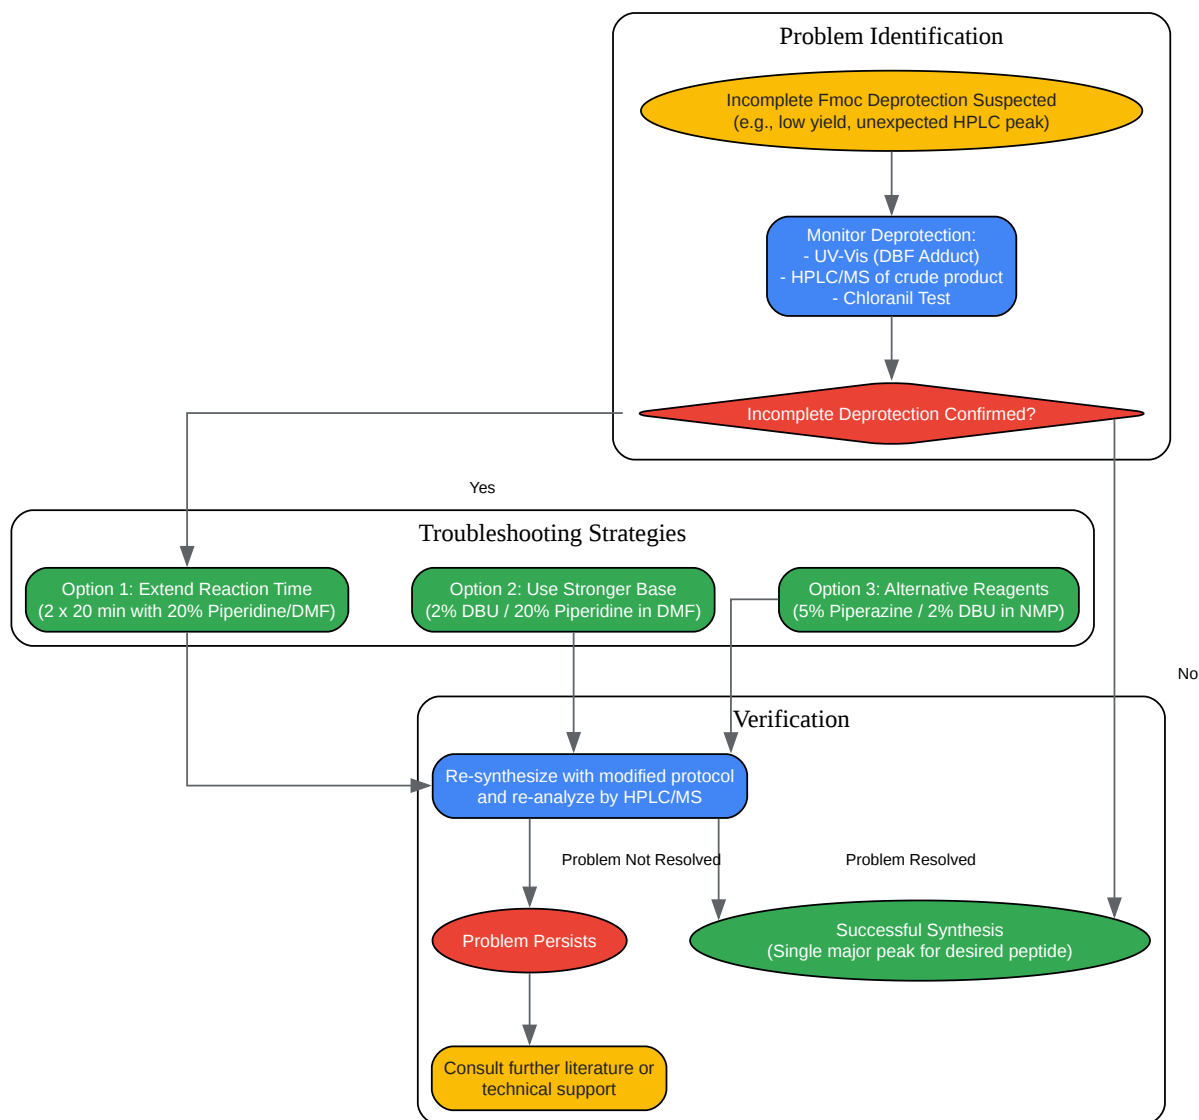 Problem Identification
Incomplete Fmoc Deprotection Suspected
(e.g., low yield, unexpected HPLC peak)
Monitor Deprotection:
- UV-Vis (DBF Adduct)
- HPLC/MS of crude product
- Chloranil Test
Incomplete Deprotection Confirmed?
Yes
Troubleshooting Strategies
Option 1: Extend Reaction Time
(2 x 20 min with 20% Piperidine/DMF)
Option 2: Use Stronger Base
(2% DBU / 20% Piperidine in DMF)
Option 3: Alternative Reagents
(5% Piperazine / 2% DBU in NMP)
No
Verification
Re-synthesize with modified protocol
and re-analyze by HPLC/MS
Problem Not Resolved
Problem Resolved
Problem Persists
Successful Synthesis
(Single major peak for desired peptide)
Consult further literature or
technical support